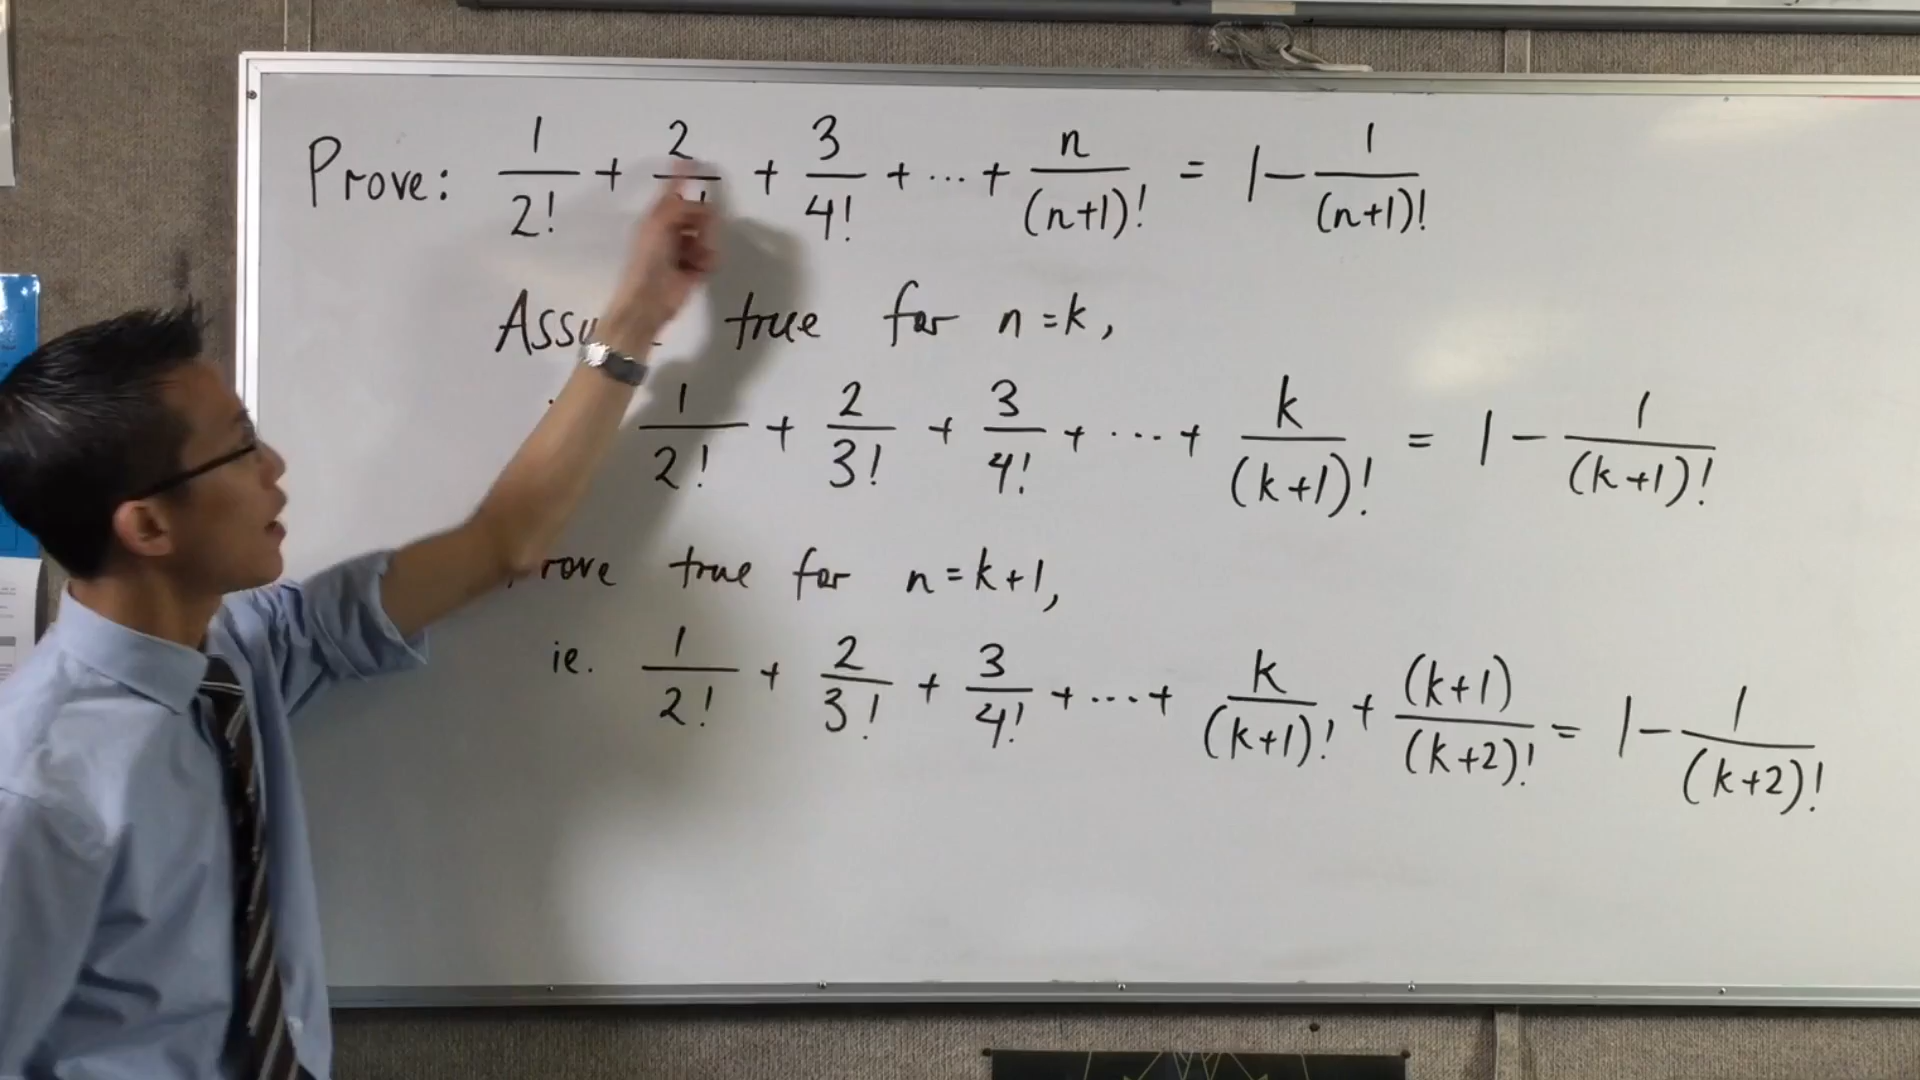 Prove: 1/2! + 2/ ! + 3/4! + ... + n/(n+1)! = 1 - 1/(n+1)!
true for n = k,
1/2! + 2/3! + 3/4! + ... + k/(k+1)! = 1 - 1/(k+1)!
true for n = k+1,
ie. 1/2! + 2/3! + 3/4! + ... + k/(k+1)! + (k+1)/(k+2)! = 1 - 1/(k+2)!